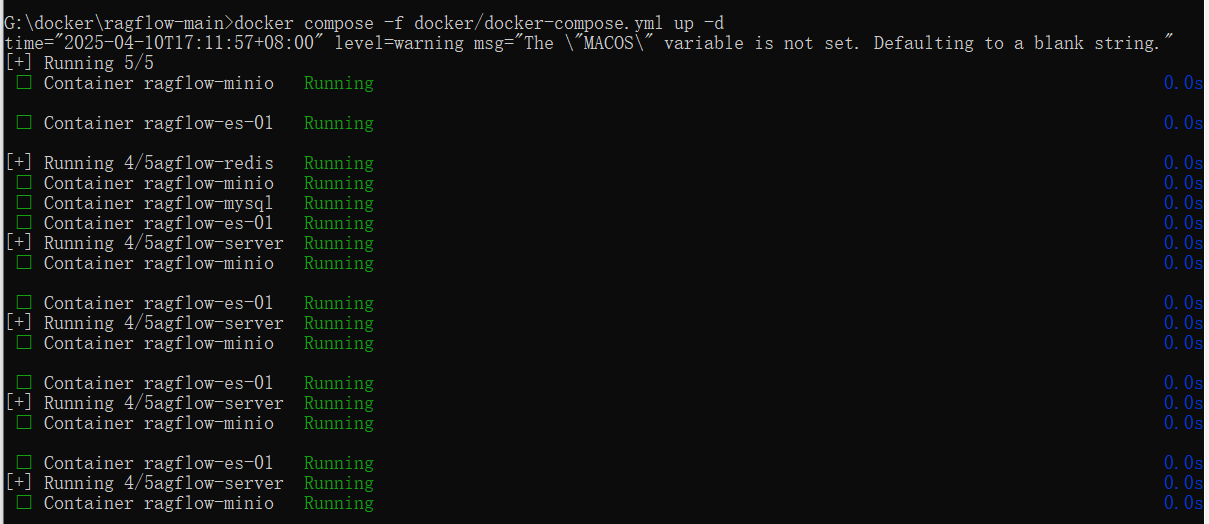 G:\docker\ragflow-main>docker compose -f docker/docker-compose.yml up -d
time="2025-04-10T17:11:57+08:00" level=warning msg="The \"MACOS\" variable is not set. Defaulting to a blank string."
[+] Running 5/5
□ Container ragflow-minio Running 0.0s
□ Container ragflow-es-01 Running 0.0s
[+] Running 4/5agflow-redis Running 0.0s
□ Container ragflow-minio Running 0.0s
□ Container ragflow-mysql Running 0.0s
□ Container ragflow-es-01 Running 0.0s
[+] Running 4/5agflow-server Running 0.0s
□ Container ragflow-minio Running 0.0s
□ Container ragflow-es-01 Running 0.0s
[+] Running 4/5agflow-server Running 0.0s
□ Container ragflow-minio Running 0.0s
□ Container ragflow-es-01 Running 0.0s
[+] Running 4/5agflow-server Running 0.0s
□ Container ragflow-minio Running 0.0s
□ Container ragflow-es-01 Running 0.0s
[+] Running 4/5agflow-server Running 0.0s
□ Container ragflow-minio Running 0.0s